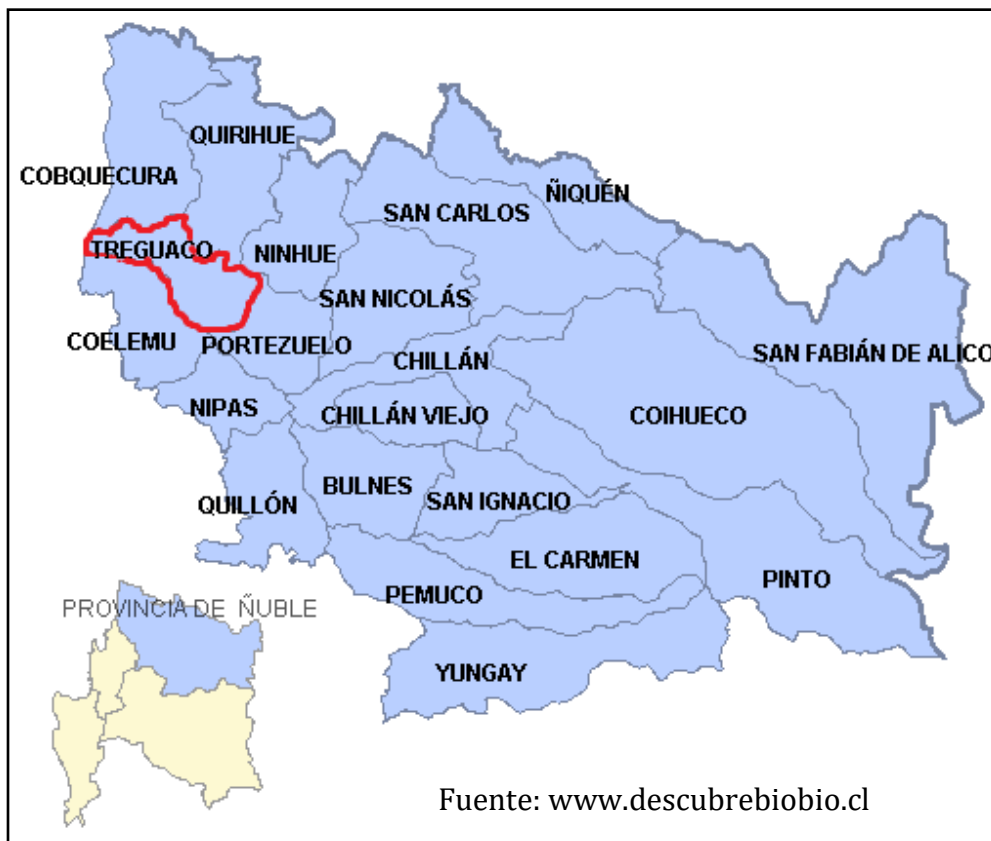 QUIRIHUE
COBQUECURA
ÑIQUÉN
SAN CARLOS
TREGUACO
NINHUE
SAN NICOLÁS
COELEMU
PORTEZUELO
CHILLÁN
SAN FABIÁN DE ALICO
NIPAS
CHILLÁN VIEJO
COIHUECO
BULNES
QUILLÓN
SAN IGNACIO
EL CARMEN
PINTO
PEMUCO
PROVINCIA DE ÑUBLE
YUNGAY
Fuente: www.descubrebiobio.cl